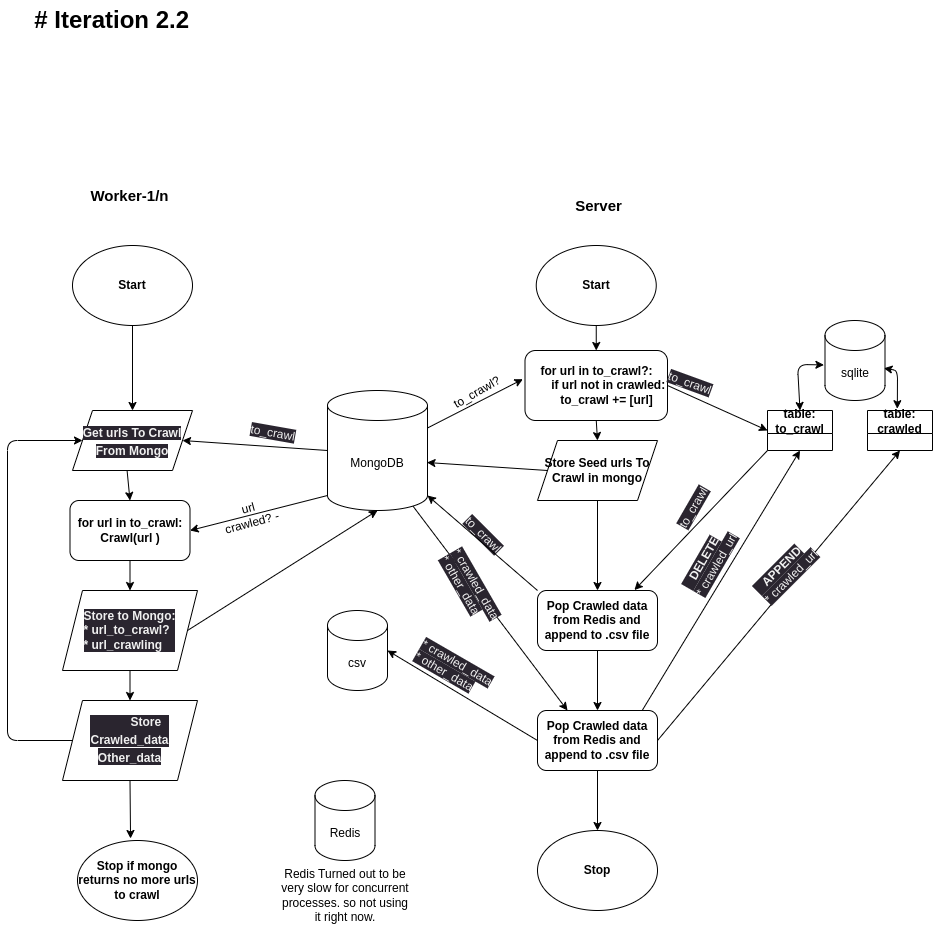 # Iteration 2.2
Worker-1/n
Server
Start
Start
for url in to_crawl?:
if url not in crawled:
to_crawl += [url]
to_crawl
to_crawl?
sqlite
table:
to_crawl
table:
crawled
Get urls To Crawl
From Mongo
to_crawl
MongoDB
Store Seed urls To
Crawl in mongo
for url in to_crawl:
Crawl(url )
url
crawled? -
to_crawl
to_crawl
* crawled_data
* other_data
DELETE
* crawled_url
APPEND
* crawled_url
Store to Mongo:
* url_to_crawl?
* url_crawling
Pop Crawled data
from Redis and
append to .csv file
csv
* crawled_data
* other_data
Store
Crawled_data
Other_data
Pop Crawled data
from Redis and
append to .csv file
Redis
Redis Turned out to be
very slow for concurrent
processes. so not using
it right now.
Stop if mongo
returns no more urls
to crawl
Stop